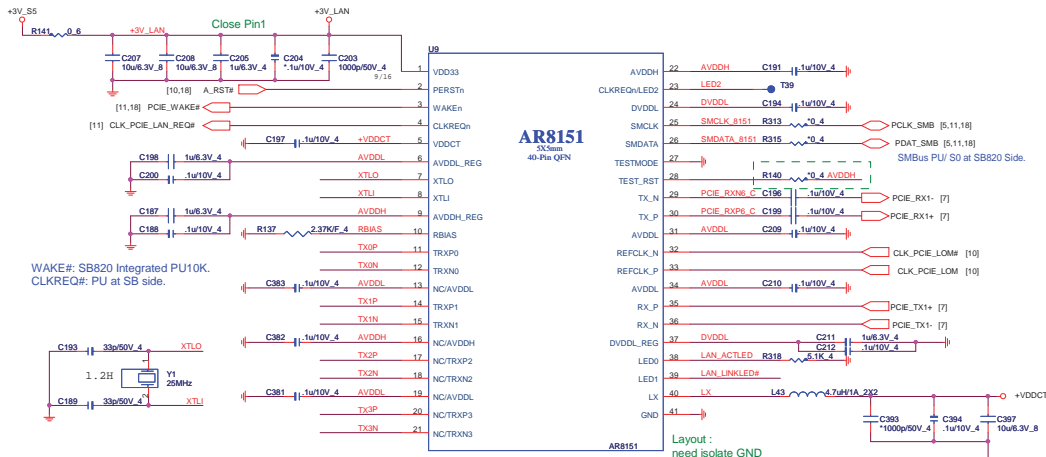 +3V_S5
+3V_LAN
R141 0_6 +3V_LAN
Close Pin1
C207
10u/6.3V_8
C208
10u/6.3V_8
C205
1u/6.3V_4
C204
*.1u/10V_4
C203
1000p/50V_4
9/16
U9
1 VDD33
[10,18] A_RST# 2 PERSTn
[11,18] PCIE_WAKE# 3 WAKEn
[11] CLK_PCIE_LAN_REQ# 4 CLKREQn
C197 .1u/10V_4 +VDDCT 5 VDDCT
C198 1u/6.3V_4 AVDDL 6 AVDDL_REG
C200 .1u/10V_4
XTLO 7 XTLO
XTLI 8 XTLI
C187 1u/6.3V_4 AVDDH 9 AVDDH_REG
C188 .1u/10V_4
R137 2.37K/F_4 RBIAS 10 RBIAS
TX0P 11 TRXP0
TX0N 12 TRXN0
C383 .1u/10V_4 AVDDL 13 NC/AVDDL
TX1P 14 TRXP1
TX1N 15 TRXN1
C382 .1u/10V_4 AVDDH 16 NC/AVDDH
TX2P 17 NC/TRXP2
TX2N 18 NC/TRXN2
C381 .1u/10V_4 AVDDL 19 NC/AVDDL
TX3P 20 NC/TRXP3
TX3N 21 NC/TRXN3
WAKE#: SB820 Integrated PU10K.
CLKREQ#: PU at SB side.
C193 33p/50V_4 XTLO
1
1.2H
Y1
25MHz
2
C189 33p/50V_4 XTLI
AR8151
5X5mm
40-Pin QFN
AVDDH 22 AVDDH C191 .1u/10V_4
CLKREQn/LED2 23 LED2 T39
DVDDL 24 DVDDL C194 .1u/10V_4
SMCLK 25 SMCLK_8151 R313 *0_4 PCLK_SMB [5,11,18]
SMDATA 26 SMDATA_8151 R315 *0_4 PDAT_SMB [5,11,18]
SMBus PU/ S0 at SB820 Side.
TESTMODE 27
TEST_RST 28 R140 *0_4 AVDDH
TX_N 29 PCIE_RXN6_C C196 .1u/10V_4 PCIE_RX1- [7]
TX_P 30 PCIE_RXP6_C C199 .1u/10V_4 PCIE_RX1+ [7]
AVDDL 31 AVDDL C209 .1u/10V_4
REFCLK_N 32 CLK_PCIE_LOM# [10]
REFCLK_P 33 CLK_PCIE_LOM [10]
AVDDL 34 AVDDL C210 .1u/10V_4
RX_P 35 PCIE_TX1+ [7]
RX_N 36 PCIE_TX1- [7]
DVDDL_REG 37 DVDDL C211 1u/6.3V_4
C212 .1u/10V_4
LED0 38 LAN_ACTLED R318 5.1K_4
LED1 39 LAN_LINKLED#
LX 40 LX L43 4.7uH/1A_2X2 +VDDCT
GND 41
AR8151
C393
*1000p/50V_4
C394
.1u/10V_4
C397
10u/6.3V_8
Layout :
need isolate GND